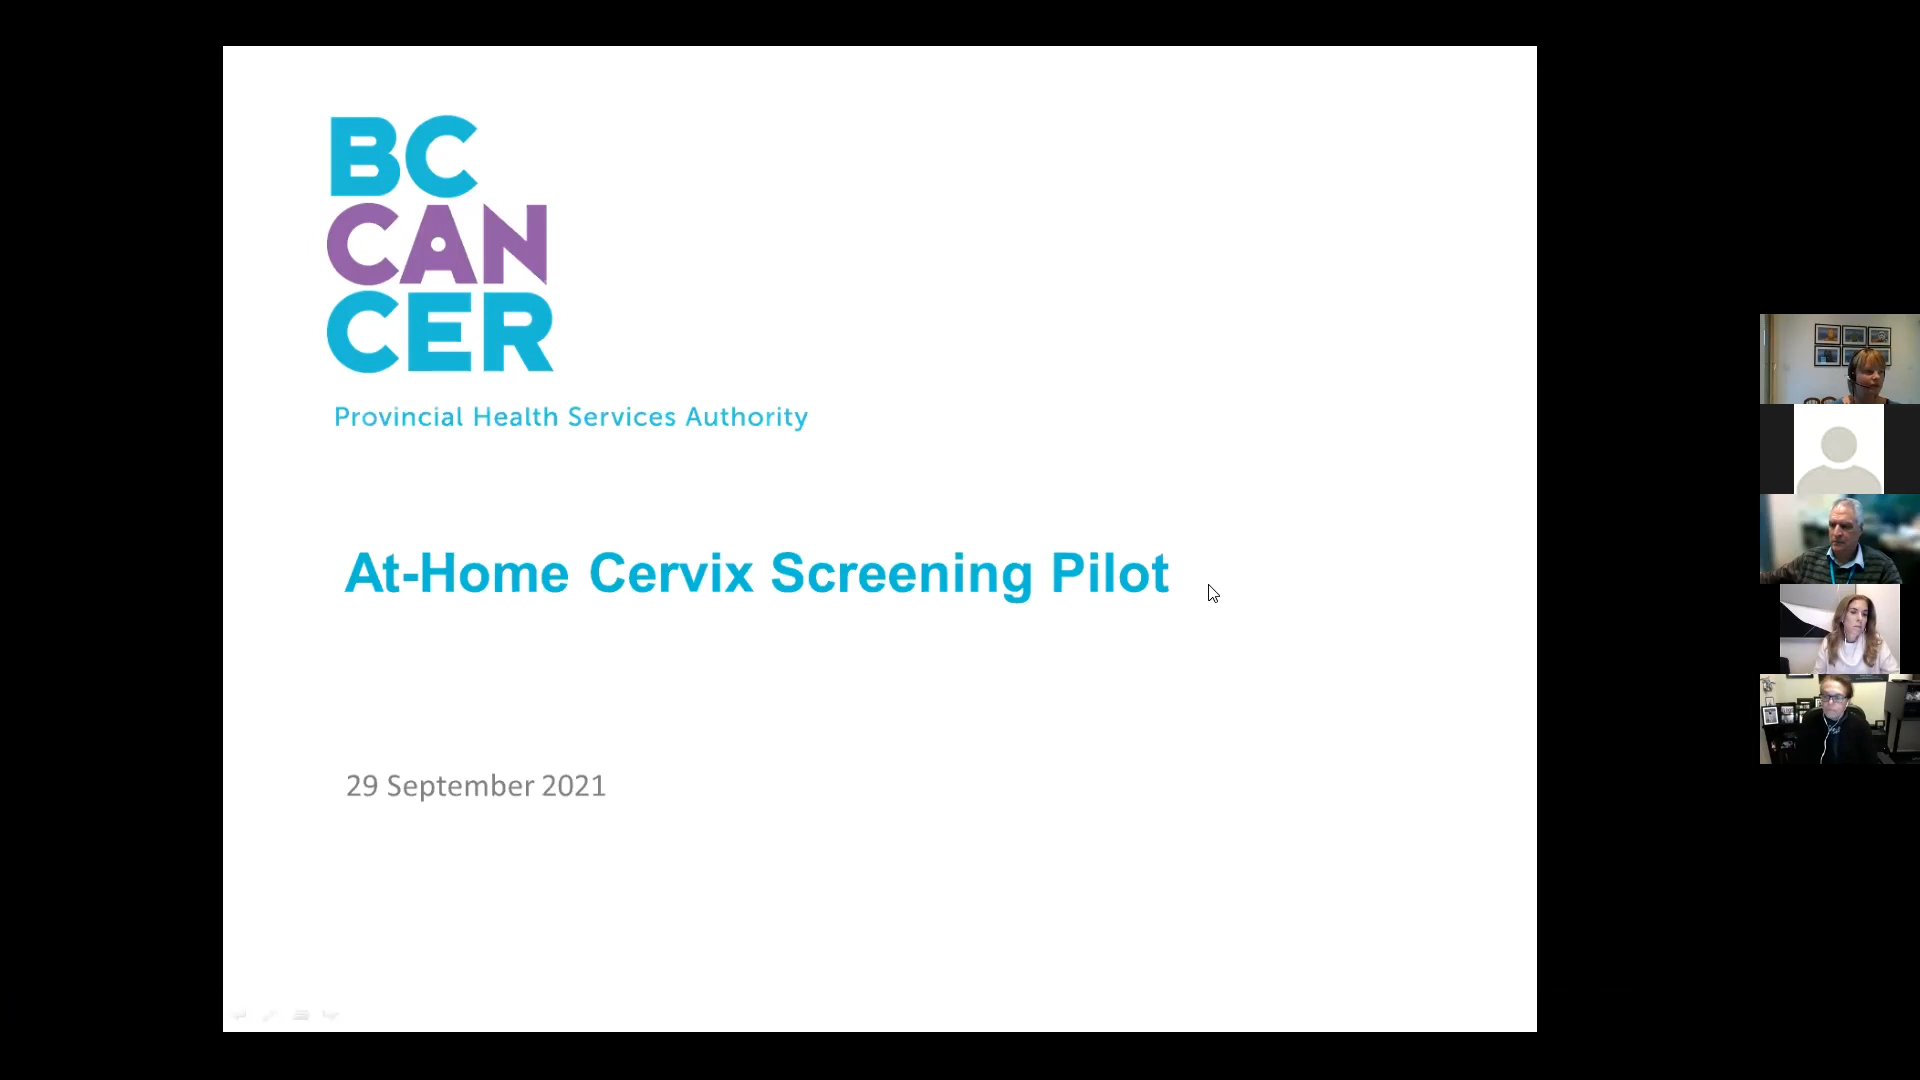 BC
CAN
CER
Provincial Health Services Authority
At-Home Cervix Screening Pilot
29 September 2021